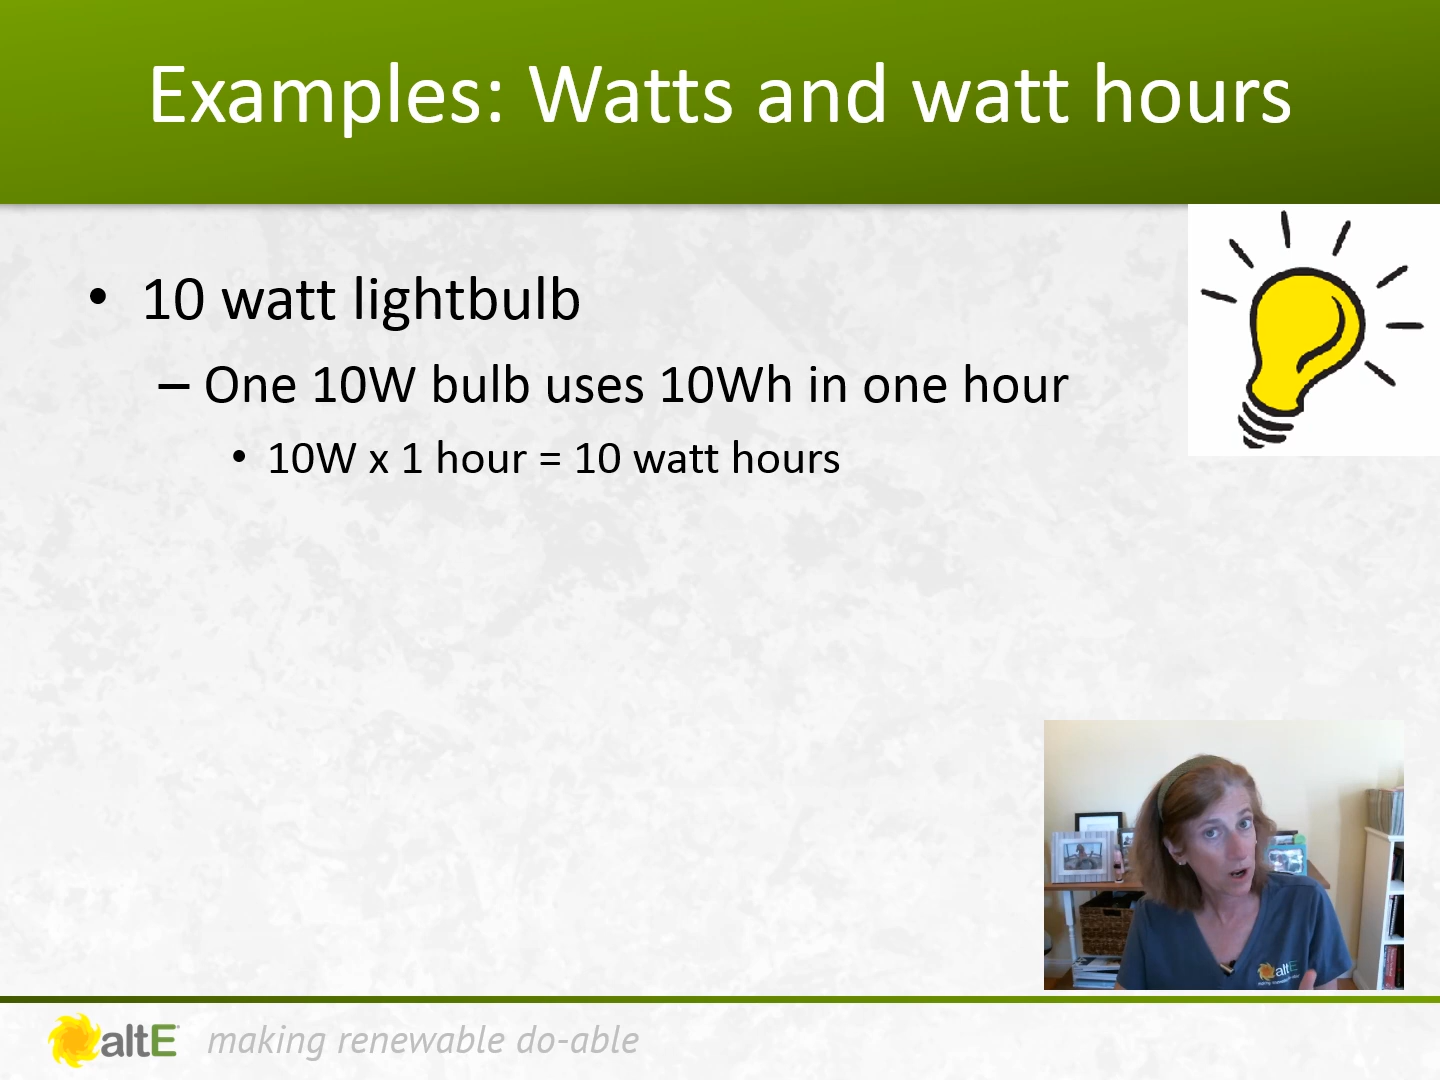 Examples: Watts and watt hours
• 10 watt lightbulb
– One 10W bulb uses 10Wh in one hour
• 10W x 1 hour = 10 watt hours
altE
altE making renewable do-able